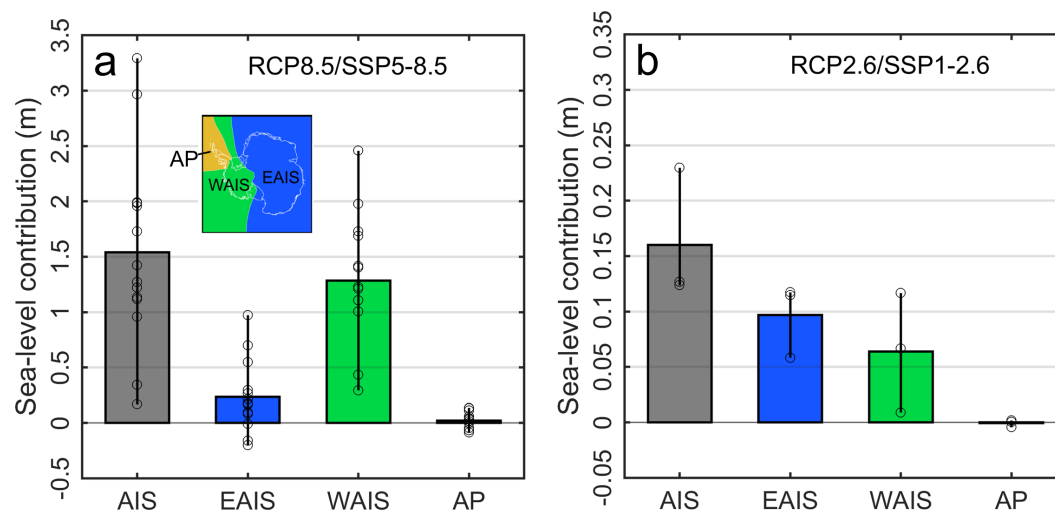 a
RCP8.5/SSP5-8.5
Sea-level contribution (m)
3.5
3
2.5
2
1.5
1
0.5
0
-0.5
AP
WAIS
EAIS
AIS
EAIS
WAIS
AP
b
RCP2.6/SSP1-2.6
Sea-level contribution (m)
0.35
0.3
0.25
0.2
0.15
0.1
0.05
0
-0.05
AIS
EAIS
WAIS
AP